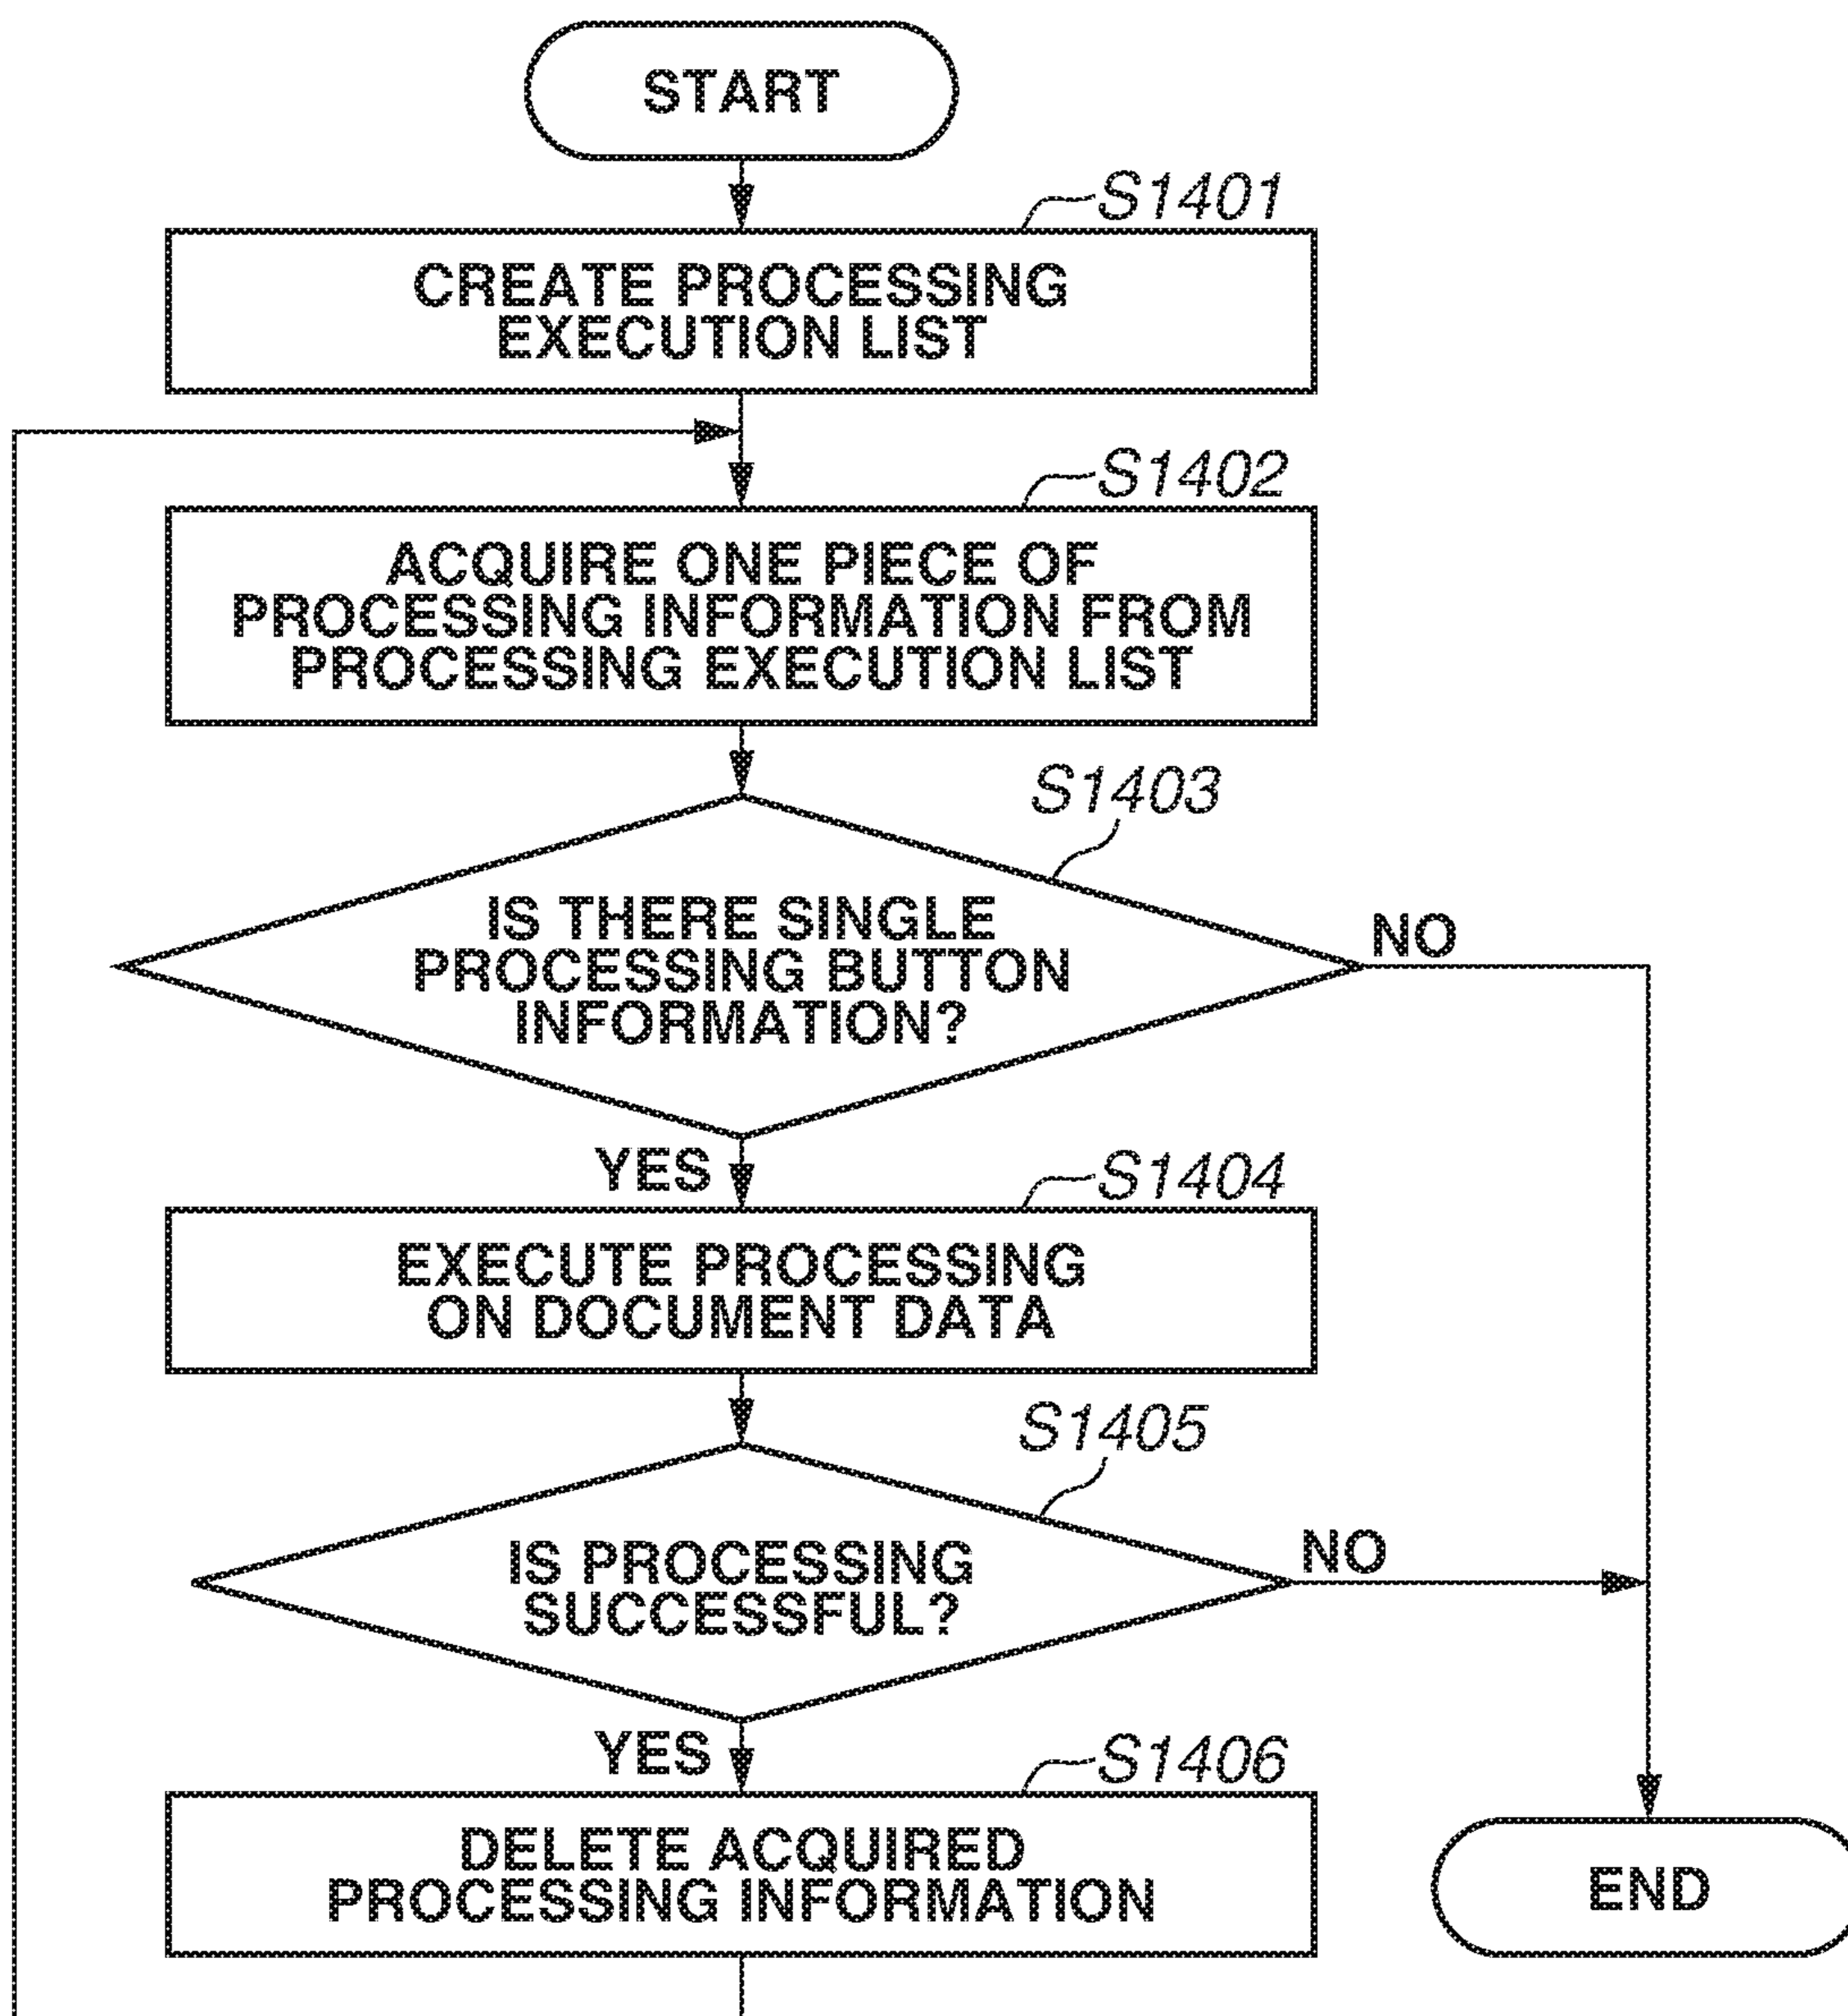 START
S1401
CREATE PROCESSING
EXECUTION LIST
S1402
ACQUIRE ONE PIECE OF
PROCESSING INFORMATION FROM
PROCESSING EXECUTION LIST
S1403
IS THERE SINGLE
PROCESSING BUTTON
INFORMATION?
NO
YES
S1404
EXECUTE PROCESSING
ON DOCUMENT DATA
S1405
IS PROCESSING
SUCCESSFUL?
NO
YES
S1406
DELETE ACQUIRED
PROCESSING INFORMATION
END